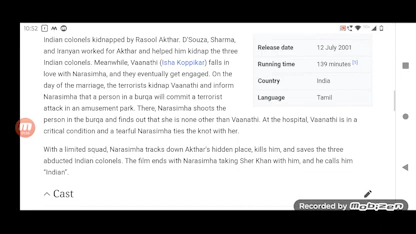 10:52
Indian colonels kidnapped by Rasool Akthar. D'Souza, Sharma,
and Iranyan worked for Akthar and helped him kidnap the three
Indian colonels. Meanwhile, Vaanathi (Isha Koppikar) falls in
love with Narasimha, and they eventually get engaged. On the
day of the marriage, the terrorists kidnap Vaanathi and inform
Narasimha that a person in a burqa will commit a terrorist
attack in an amusement park. There, Narasimha shoots the
person in the burqa and finds out that she is none other than Vaanathi. At the hospital, Vaanathi is in a
critical condition and a tearful Narasimha ties the knot with her.
With a limited squad, Narasimha tracks down Akthar's hidden place, kills him, and saves the three
abducted Indian colonels. The film ends with Narasimha taking Sher Khan with him, and he calls him
"Indian".
Release date 12 July 2001
Running time 139 minutes
Country India
Language Tamil
Cast
Recorded by Mobizen